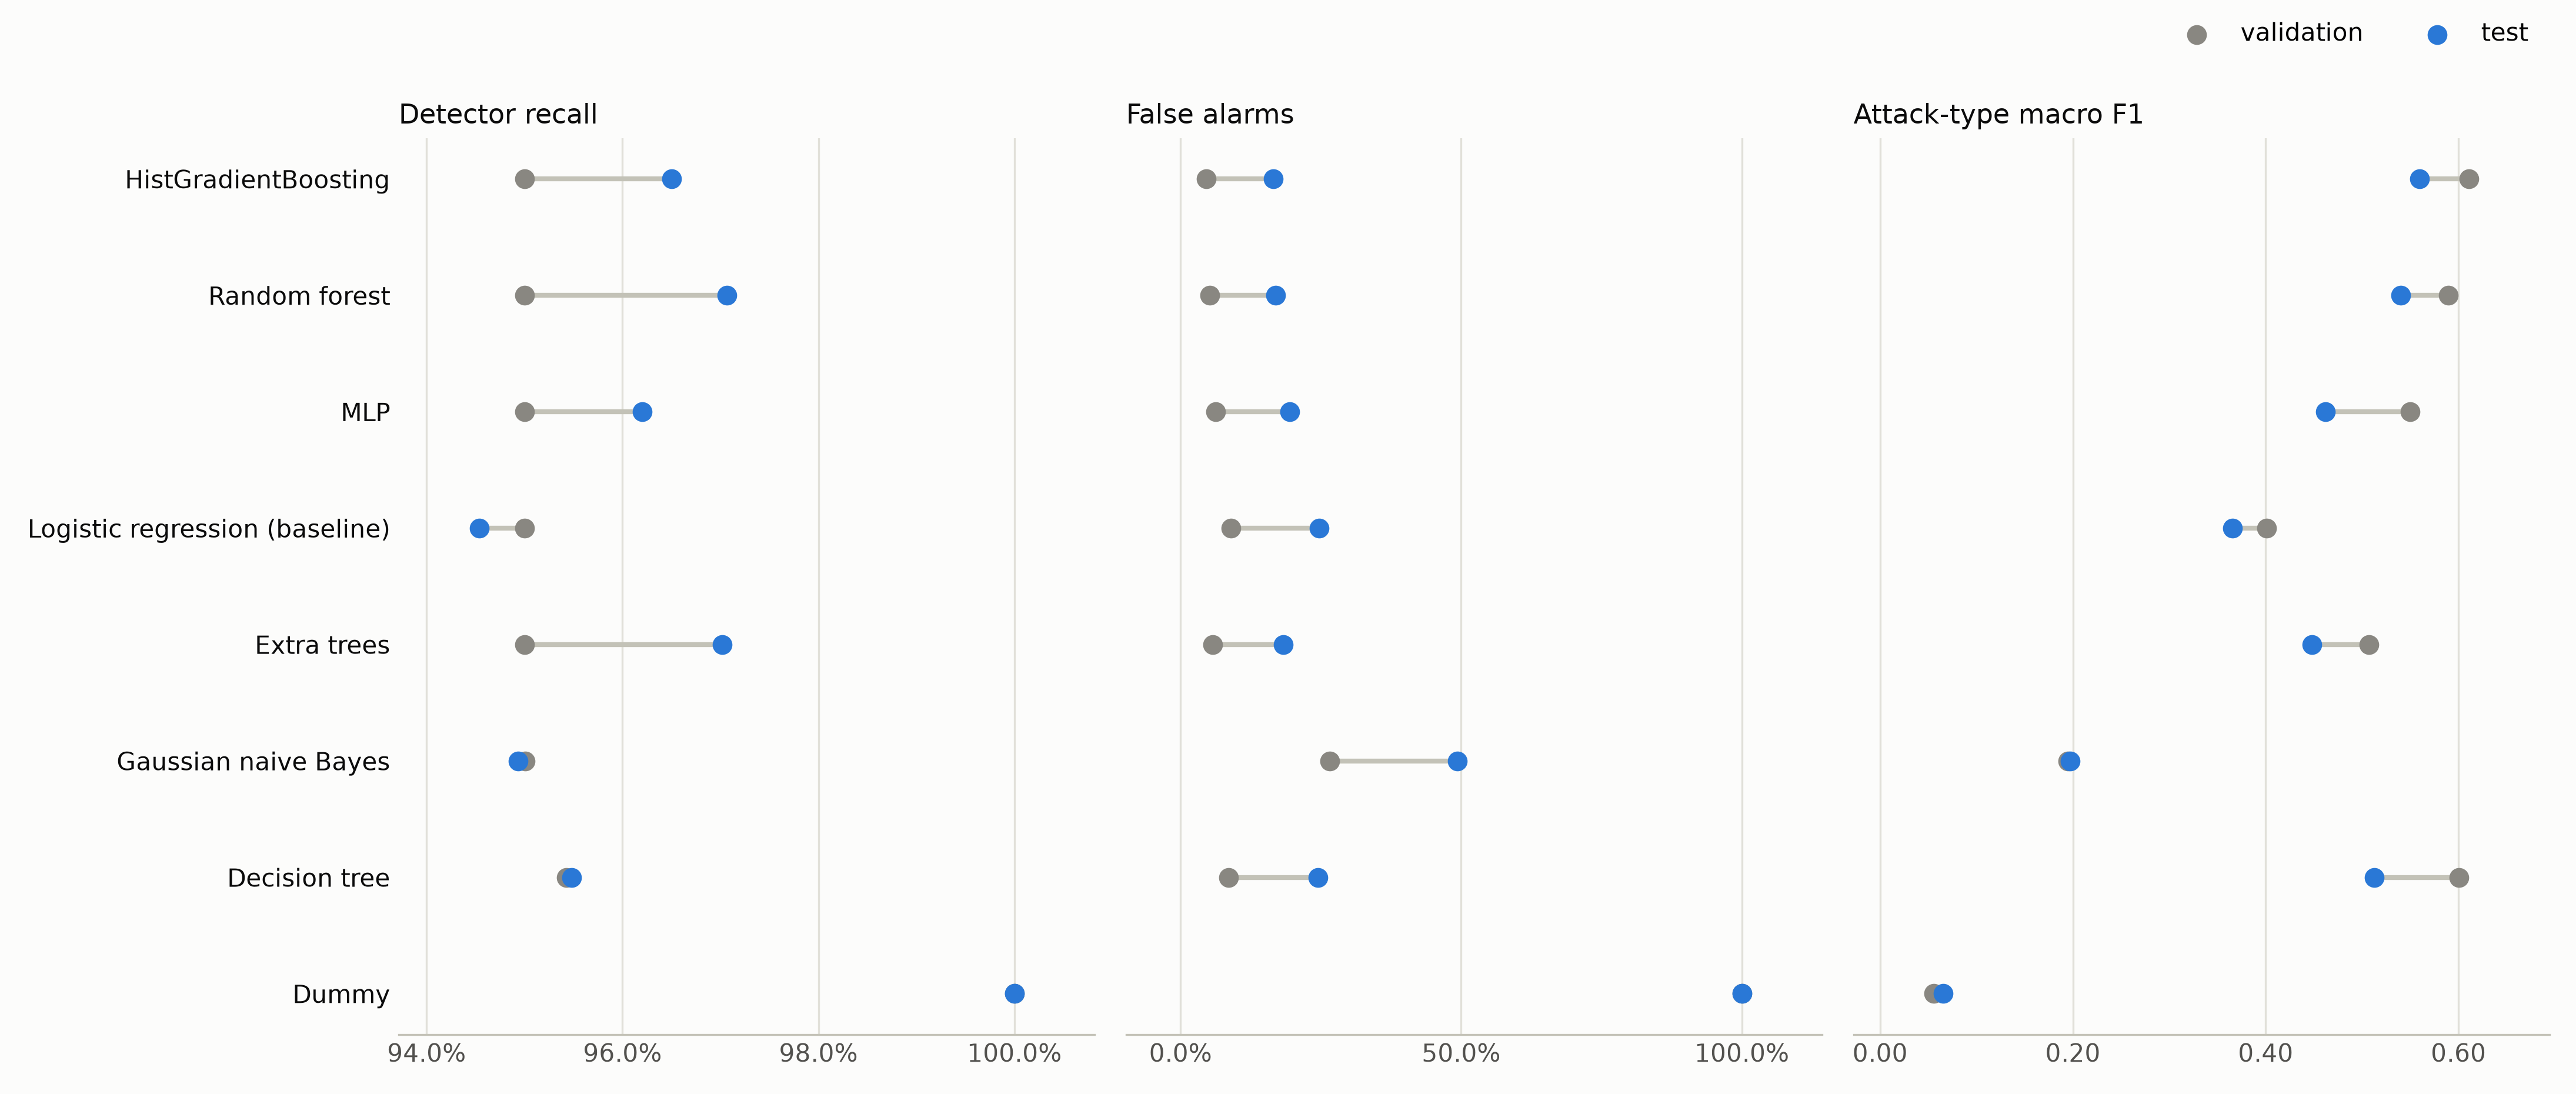 validation test
Detector recall
False alarms
Attack-type macro F1
HistGradientBoosting
Random forest
MLP
Logistic regression (baseline)
Extra trees
Gaussian naive Bayes
Decision tree
Dummy
94.0% 96.0% 98.0% 100.0%
0.0% 50.0% 100.0%
0.00 0.20 0.40 0.60